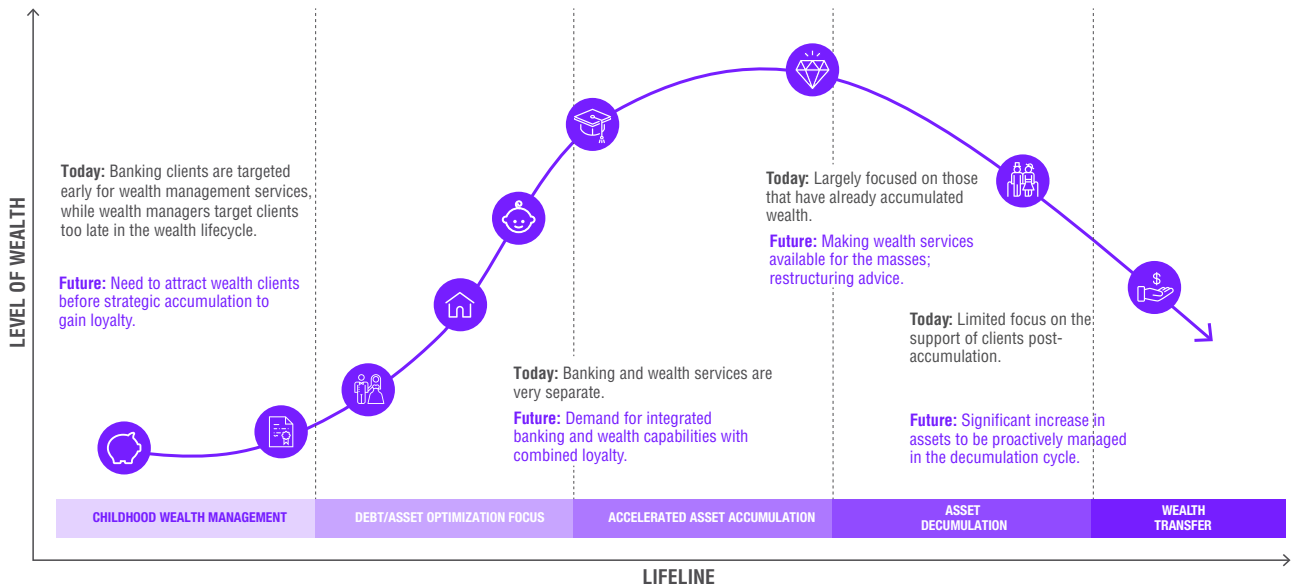 LEVEL OF WEALTH
Today: Banking clients are targeted
early for wealth management services,
while wealth managers target clients
too late in the wealth lifecycle.
Future: Need to attract wealth clients
before strategic accumulation to
gain loyalty.
Today: Banking and wealth services are
very separate.
Future: Demand for integrated
banking and wealth capabilities with
combined loyalty.
Today: Largely focused on those
that have already accumulated
wealth.
Future: Making wealth services
available for the masses;
restructuring advice.
Today: Limited focus on the
support of clients post-
accumulation.
Future: Significant increase in
assets to be proactively managed
in the decumulation cycle.
$
CHILDHOOD WEALTH MANAGEMENT
DEBT/ASSET OPTIMIZATION FOCUS
ACCELERATED ASSET ACCUMULATION
ASSET
DECUMULATION
WEALTH
TRANSFER
LIFELINE